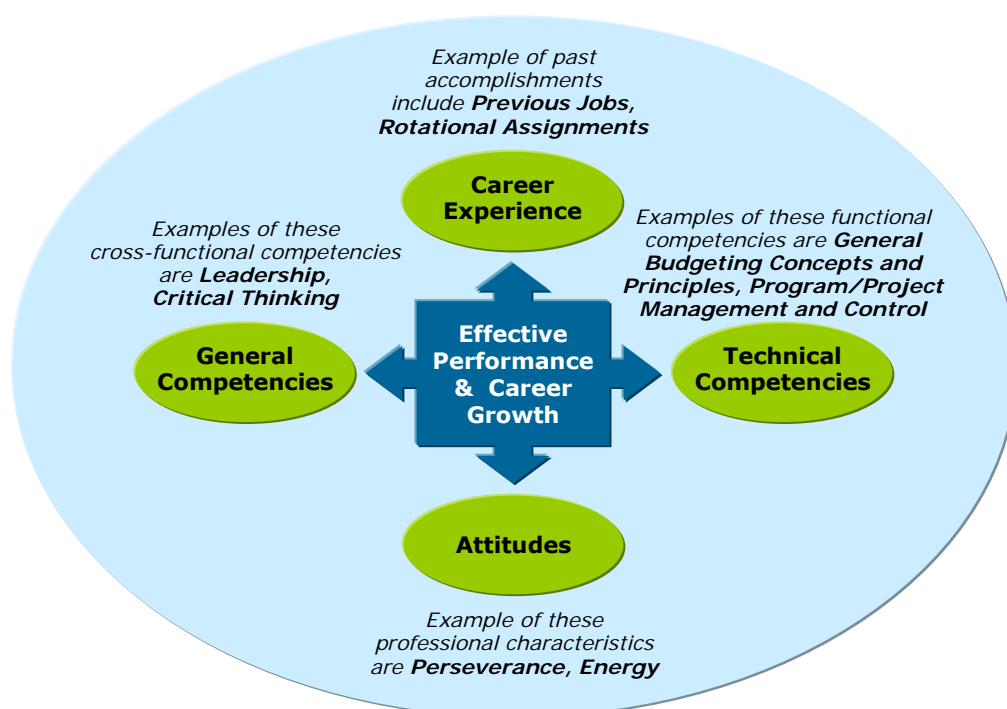 Example of past
accomplishments
include Previous Jobs,
Rotational Assignments
Career
Experience
Examples of these
cross-functional competencies
are Leadership,
Critical Thinking
General
Competencies
Examples of these functional
competencies are General
Budgeting Concepts and
Principles, Program/Project
Management and Control
Technical
Competencies
Effective
Performance
& Career
Growth
Attitudes
Example of these
professional characteristics
are Perseverance, Energy